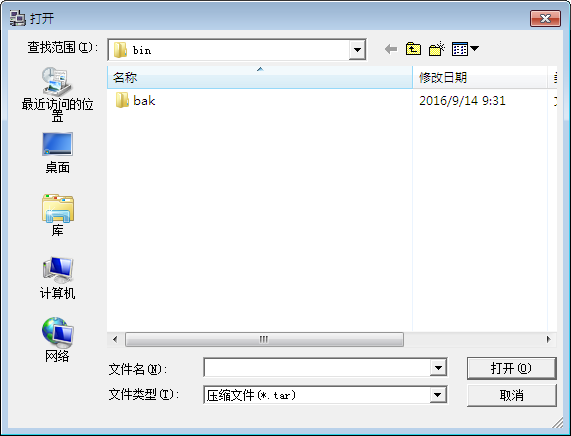 打开
查找范围(I):
bin
名称
修改日期
bak
2016/9/14 9:31
最近访问的位
置
桌面
库
计算机
网络
文件名(N):
打开(O)
文件类型(T):
压缩文件(*.tar)
取消